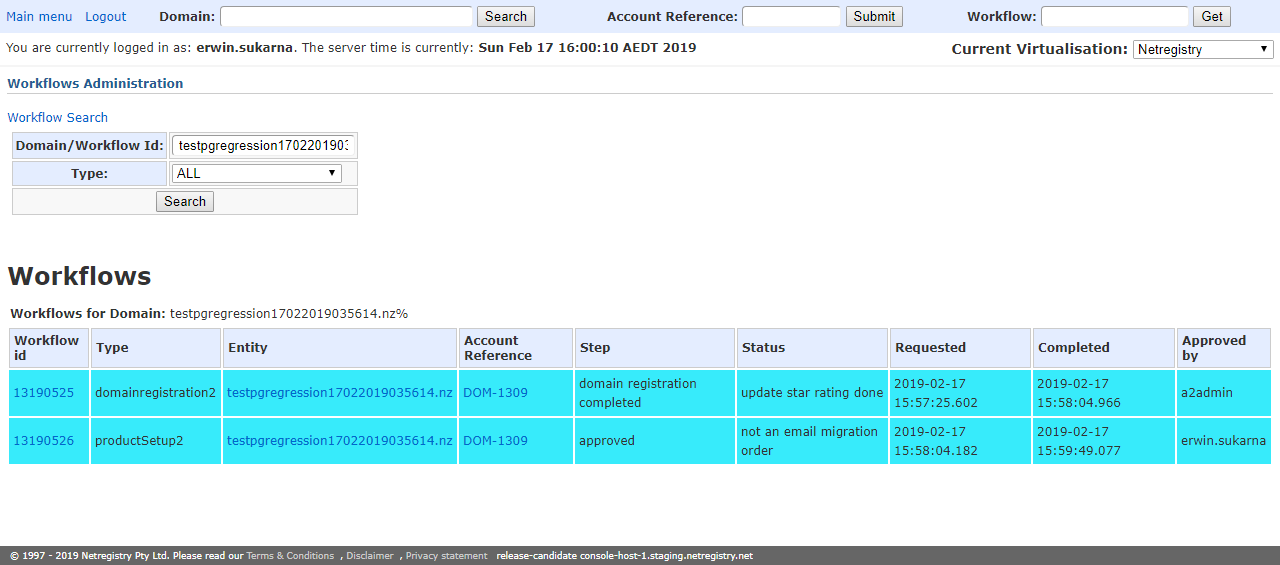 Main menu Logout Domain: Search Account Reference: Submit Workflow: Get
You are currently logged in as: erwin.sukarna. The server time is currently: Sun Feb 17 16:00:10 AEDT 2019 Current Virtualisation: Netregistry
Workflows Administration
Workflow Search
Domain/Workflow Id: testpgregression1702201903
Type: ALL
Search
Workflows
Workflows for Domain: testpgregression17022019035614.nz%
Workflow id Type Entity Account Reference Step Status Requested Completed Approved by
13190525 domainregistration2 testpgregression17022019035614.nz DOM-1309 domain registration completed update star rating done 2019-02-17 15:57:25.602 2019-02-17 15:58:04.966 a2admin
13190526 productSetup2 testpgregression17022019035614.nz DOM-1309 approved not an email migration order 2019-02-17 15:58:04.182 2019-02-17 15:59:49.077 erwin.sukarna
© 1997 - 2019 Netregistry Pty Ltd. Please read our Terms & Conditions , Disclaimer , Privacy statement release-candidate console-host-1.staging.netregistry.net